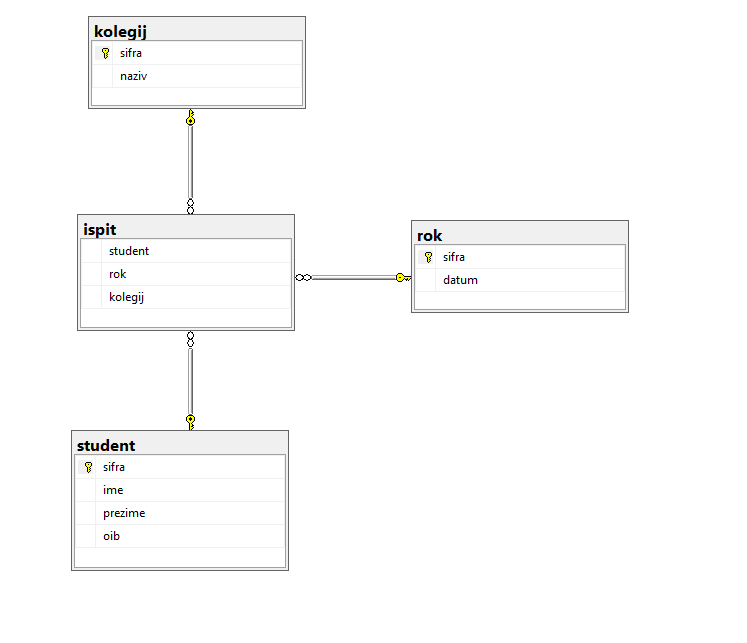 kolegij
sifra
naziv
ispit
student
rok
kolegij
rok
sifra
datum
student
sifra
ime
prezime
oib